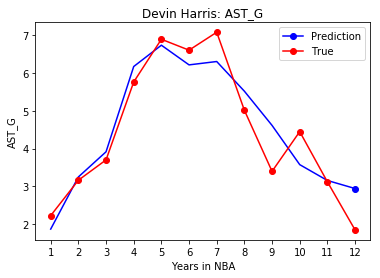 Devin Harris: AST_G
Prediction
True
AST_G
7
6
5
4
3
2
1 2 3 4 5 6 7 8 9 10 11 12
Years in NBA